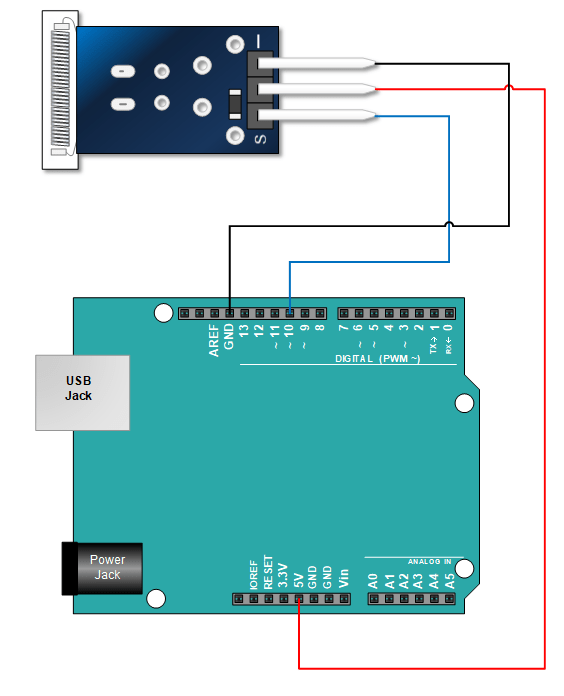 S
AREF
GND
13
12
~ 11
~ 10
~ 9
8
7
~ 6
~ 5
4
~ 3
2
TX→ 1
RX← 0
DIGITAL (PWM ~)
USB
Jack
Power
Jack
IOREF
RESET
3.3V
5V
GND
GND
Vin
ANALOG IN
A0
A1
A2
A3
A4
A5